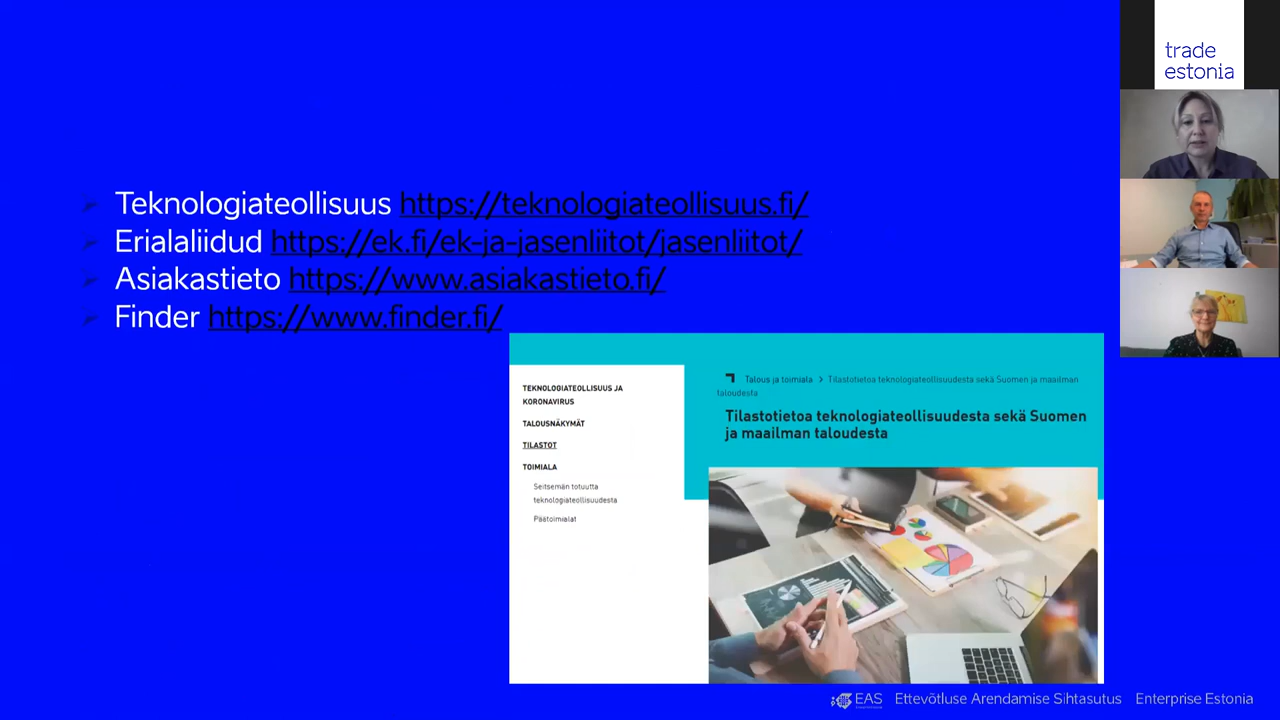 trade
estonia
Teknologiateollisuus https://teknologiateollisuus.fi/
Erialaliidud https://ek.fi/ek-ja-jasenliitot/jasenliitot/
Asiakastieto https://www.asiakastieto.fi/
Finder https://www.finder.fi/
TEKNOLOGIATEOLLISUUS JA
KORONAVIRUS
TALOUSNÄKYMÄT
TILASTOT
TOIMIALA
Seitsemän totuutta
teknologiateollisuudesta
Päätoimialat
Talous ja toimiala > Tilastotietoa teknologiateollisuudesta sekä Suomen ja maailman
taloudesta
Tilastotietoa teknologiateollisuudesta sekä Suomen
ja maailman taloudesta
EAS Ettevõtluse Arendamise Sihtasutus Enterprise Estonia